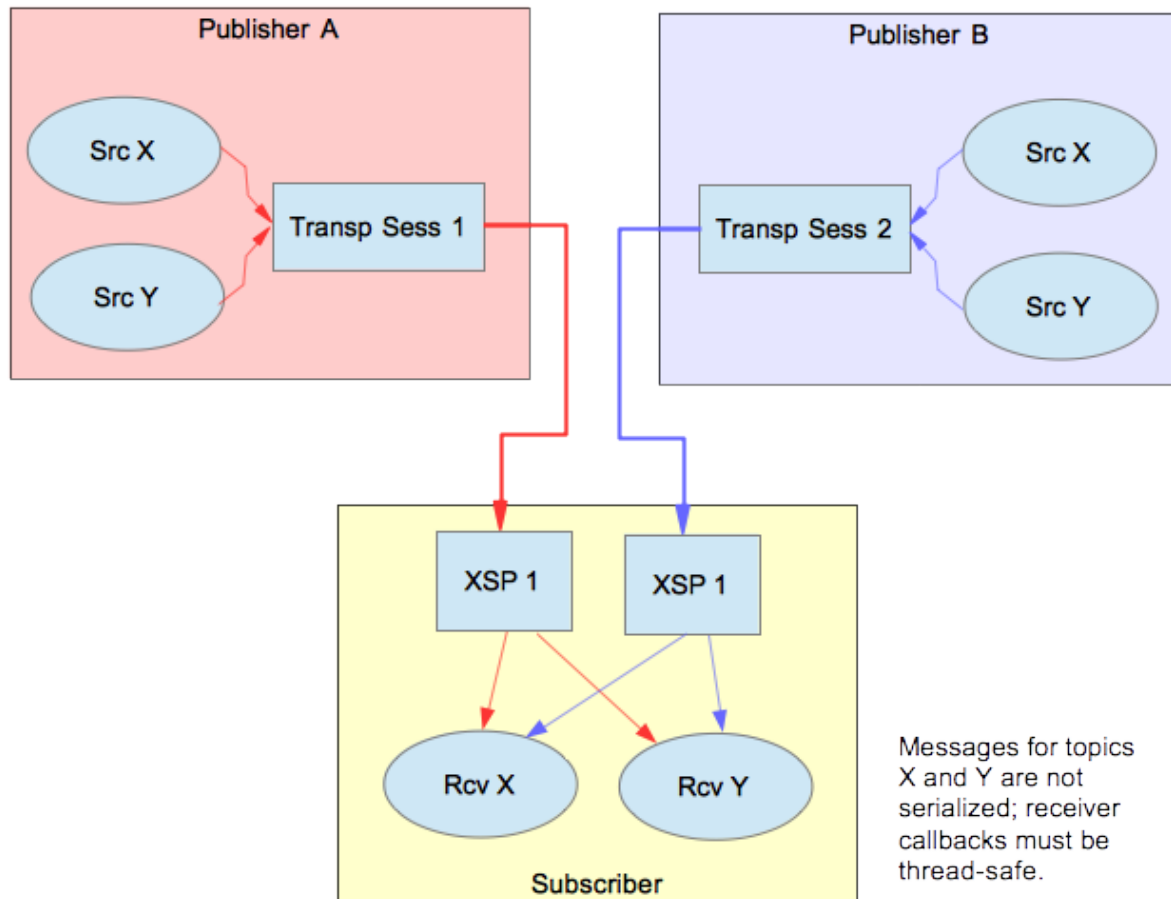 Publisher A
Publisher B
Src X
Src X
Transp Sess 1
Transp Sess 2
Src Y
Src Y
XSP 1
XSP 1
Rcv X
Rcv Y
Messages for topics
X and Y are not
serialized; receiver
callbacks must be
thread-safe.
Subscriber